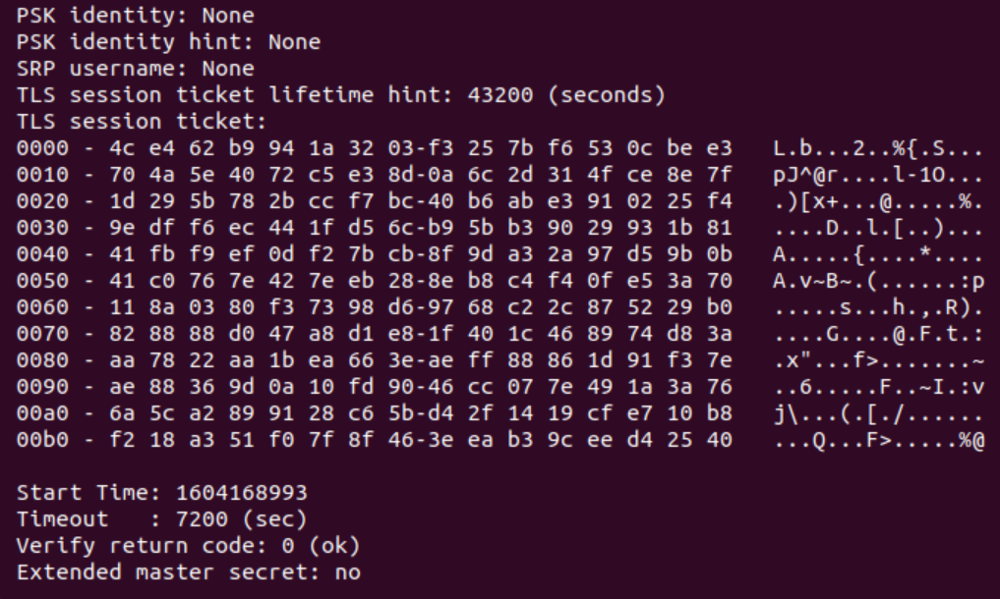 PSK identity: None
PSK identity hint: None
SRP username: None
TLS session ticket lifetime hint: 43200 (seconds)
TLS session ticket:
0000 - 4c e4 62 b9 94 1a 32 03-f3 25 7b f6 53 0c be e3   L.b...2..%{.S...
0010 - 70 4a 5e 40 72 c5 e3 8d-0a 6c 2d 31 4f ce 8e 7f   pJ^@r....l-1O...
0020 - 1d 29 5b 78 2b cc f7 bc-40 b6 ab e3 91 02 25 f4   .)[x+...@.....%.
0030 - 9e df f6 ec 44 1f d5 6c-b9 5b b3 90 29 93 1b 81   ....D..l.[..)...
0040 - 41 fb f9 ef 0d f2 7b cb-8f 9d a3 2a 97 d5 9b 0b   A.....{....*....
0050 - 41 c0 76 7e 42 7e eb 28-8e b8 c4 f4 0f e5 3a 70   A.v~B~.(......:p
0060 - 11 8a 03 80 f3 73 98 d6-97 68 c2 2c 87 52 29 b0   .....s...h.,.R).
0070 - 82 88 88 d0 47 a8 d1 e8-1f 40 1c 46 89 74 d8 3a   ....G....@.F.t.:
0080 - aa 78 22 aa 1b ea 66 3e-ae ff 88 86 1d 91 f3 7e   .x"...f>.......~
0090 - ae 88 36 9d 0a 10 fd 90-46 cc 07 7e 49 1a 3a 76   ..6.....F..~I.:v
00a0 - 6a 5c a2 89 91 28 c6 5b-d4 2f 14 19 cf e7 10 b8   j\...(.[./......
00b0 - f2 18 a3 51 f0 7f 8f 46-3e ea b3 9c ee d4 25 40   ...Q...F>.....%@
Start Time: 1604168993
Timeout   : 7200 (sec)
Verify return code: 0 (ok)
Extended master secret: no